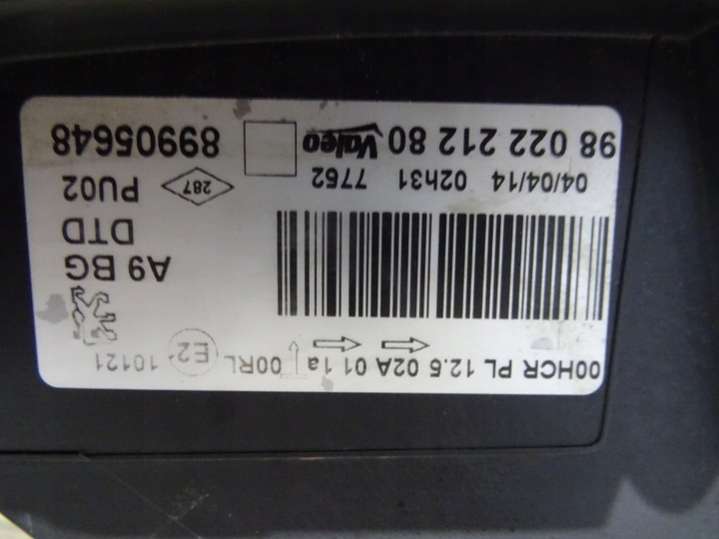 00HCR PL 12.5 02A 01 1a 00RL E2 10121
A9 BG
DTD
04/04/14 02h31 7762 287 PU02
98 022 212 80 Valeo 89905648